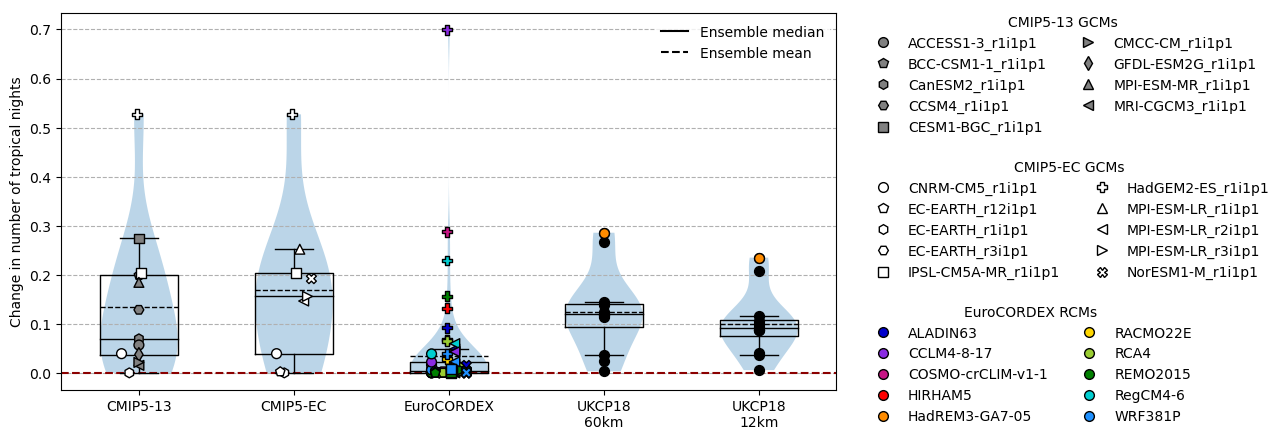 Change in number of tropical nights
0.7
0.6
0.5
0.4
0.3
0.2
0.1
0.0
Ensemble median
Ensemble mean
CMIP5-13
CMIP5-EC
EuroCORDEX
UKCP18
60km
UKCP18
12km
CMIP5-13 GCMs
ACCESS1-3_r1i1p1
BCC-CSM1-1_r1i1p1
CanESM2_r1i1p1
CCSM4_r1i1p1
CESM1-BGC_r1i1p1
CMCC-CM_r1i1p1
GFDL-ESM2G_r1i1p1
MPI-ESM-MR_r1i1p1
MRI-CGCM3_r1i1p1
CMIP5-EC GCMs
CNRM-CM5_r1i1p1
EC-EARTH_r12i1p1
EC-EARTH_r1i1p1
EC-EARTH_r3i1p1
IPSL-CM5A-MR_r1i1p1
HadGEM2-ES_r1i1p1
MPI-ESM-LR_r1i1p1
MPI-ESM-LR_r2i1p1
MPI-ESM-LR_r3i1p1
NorESM1-M_r1i1p1
EuroCORDEX RCMs
ALADIN63
CCLM4-8-17
COSMO-crCLIM-v1-1
HIRHAM5
HadREM3-GA7-05
RACMO22E
RCA4
REMO2015
RegCM4-6
WRF381P